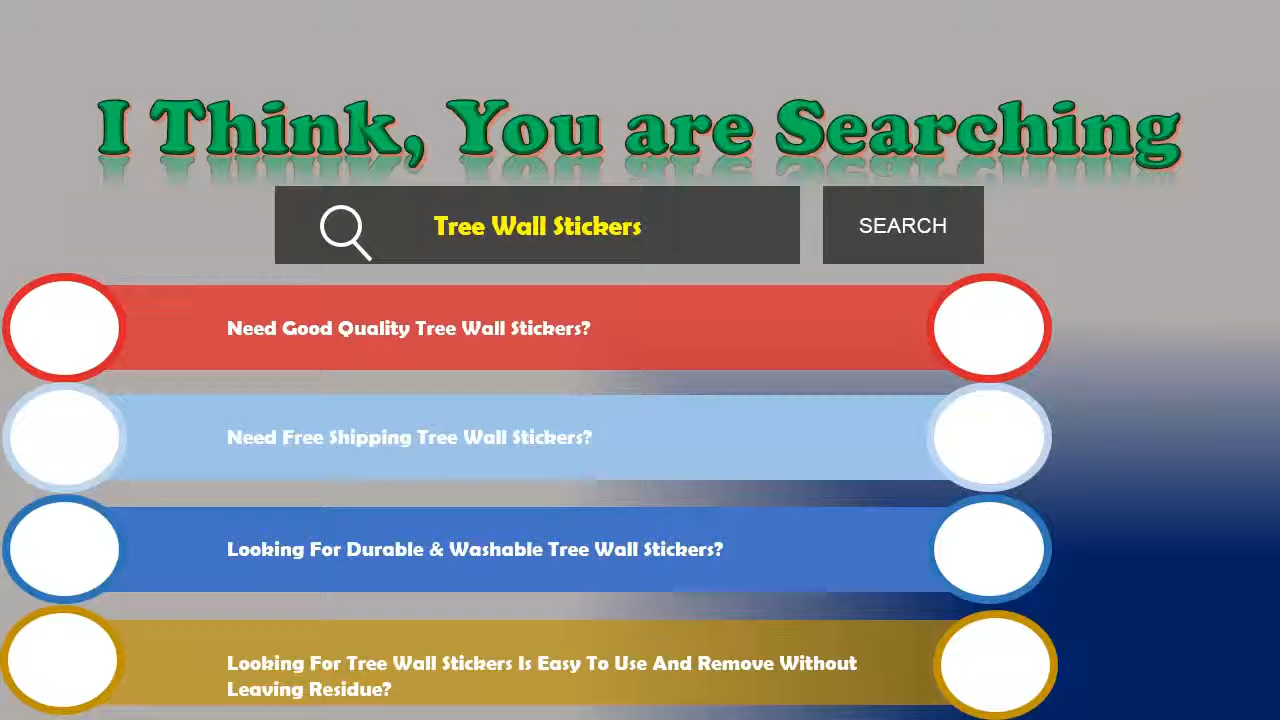 I Think, You are Searching
Tree Wall Stickers
SEARCH
Need Good Quality Tree Wall Stickers?
Need Free Shipping Tree Wall Stickers?
Looking For Durable & Washable Tree Wall Stickers?
Looking For Tree Wall Stickers Is Easy To Use And Remove Without
Leaving Residue?